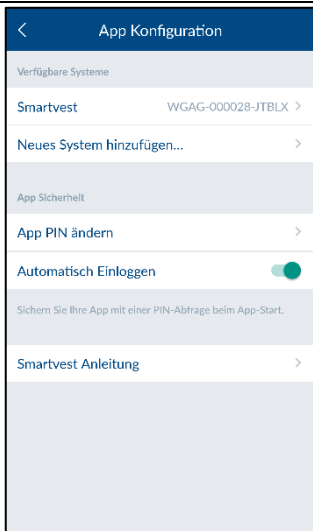 App Konfiguration
Verfügbare Systeme
Smartvest WGAG-000028-JTBLX
Neues System hinzufügen...
App Sicherheit
App PIN ändern
Automatisch Einloggen
Sichern Sie Ihre App mit einer PIN-Abfrage beim App-Start.
Smartvest Anleitung